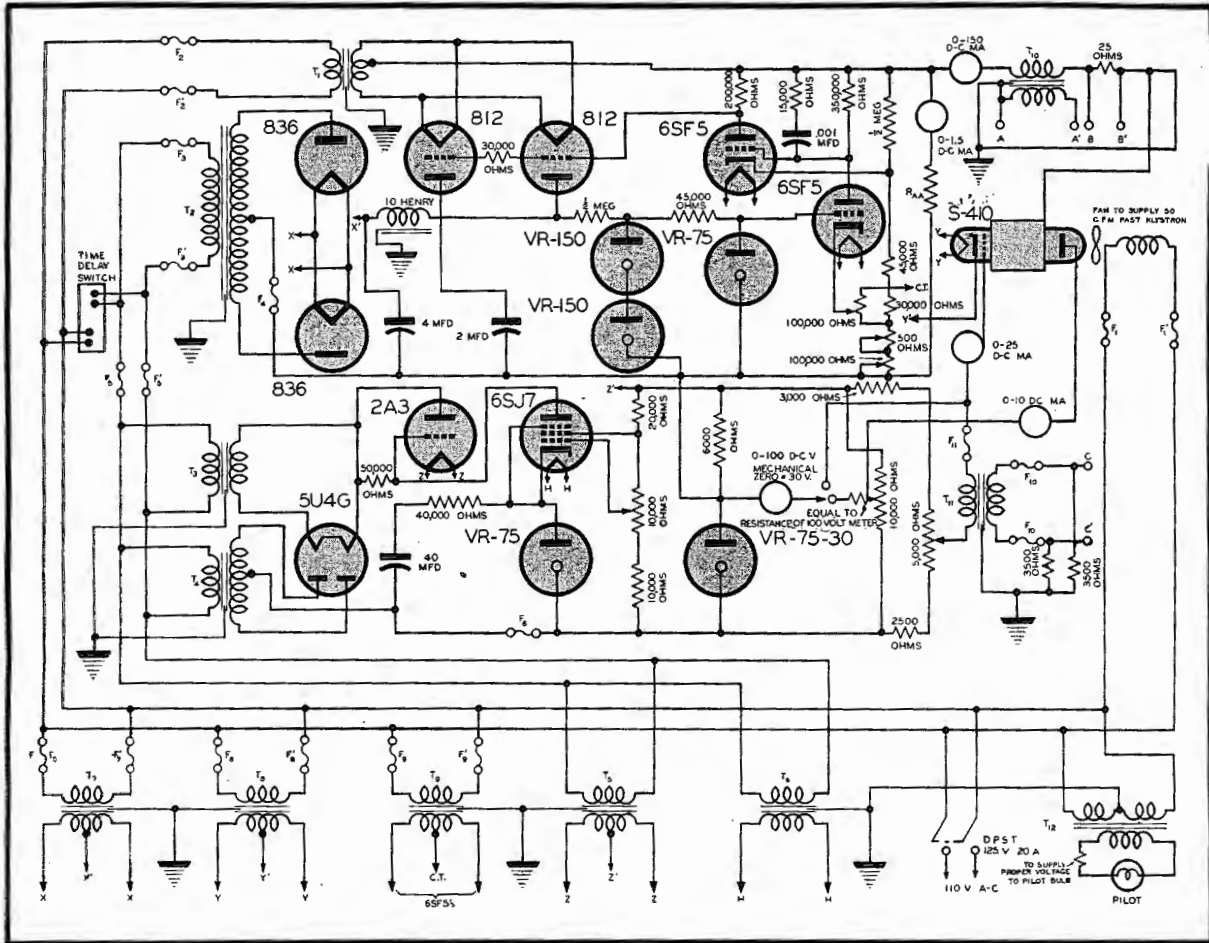 F2
T1
F2'
836
812
812
30,000 OHMS
200,000 OHMS
15,000 OHMS
350,000 OHMS
.001 MFD
6SF5
6SF5
½ MEG
0-150 D-C MA
T10
25 OHMS
A
A'
B
B'
0-1.5 D-C MA
RAA
S-410
FAN TO SUPPLY 50 C F M PAST KLYSTRON
F3
T2
F3'
TIME DELAY SWITCH
X
X
X'
10 HENRY
½ MEG
45,000 OHMS
VR-150
VR-75
VR-150
F4
4 MFD
2 MFD
836
45,000 OHMS
C.T.
30,000 OHMS
100,000 OHMS
Y'
500 OHMS
100,000 OHMS
Y
Y
0-25 D-C MA
F1
F1'
F5
F5'
2A3
6SJ7
Z'
3,000 OHMS
0-10 DC MA
T3
50,000 OHMS
Z
Z
H
H
20,000 OHMS
6000 OHMS
0-100 D-C V
MECHANICAL ZERO = 30 V.
EQUAL TO RESISTANCE OF 100 VOLT METER
10,000 OHMS
F11
T11
F10
C
F10
5U4G
40,000 OHMS
VR-75
10,000 OHMS
VR-75-30
5,000 OHMS
3500 OHMS
3500 OHMS
40 MFD
10,000 OHMS
F6
2500 OHMS
F7'
F8
F8'
F9
F9'
T7
T8
T9
T5
T6
T12
X
X'
X
Y
Y'
Y
C.T.
6SF5's
Z
Z'
Z
H
H
DPST
125 V 20 A
110 V A-C
TO SUPPLY PROPER VOLTAGE TO PILOT BULB
PILOT